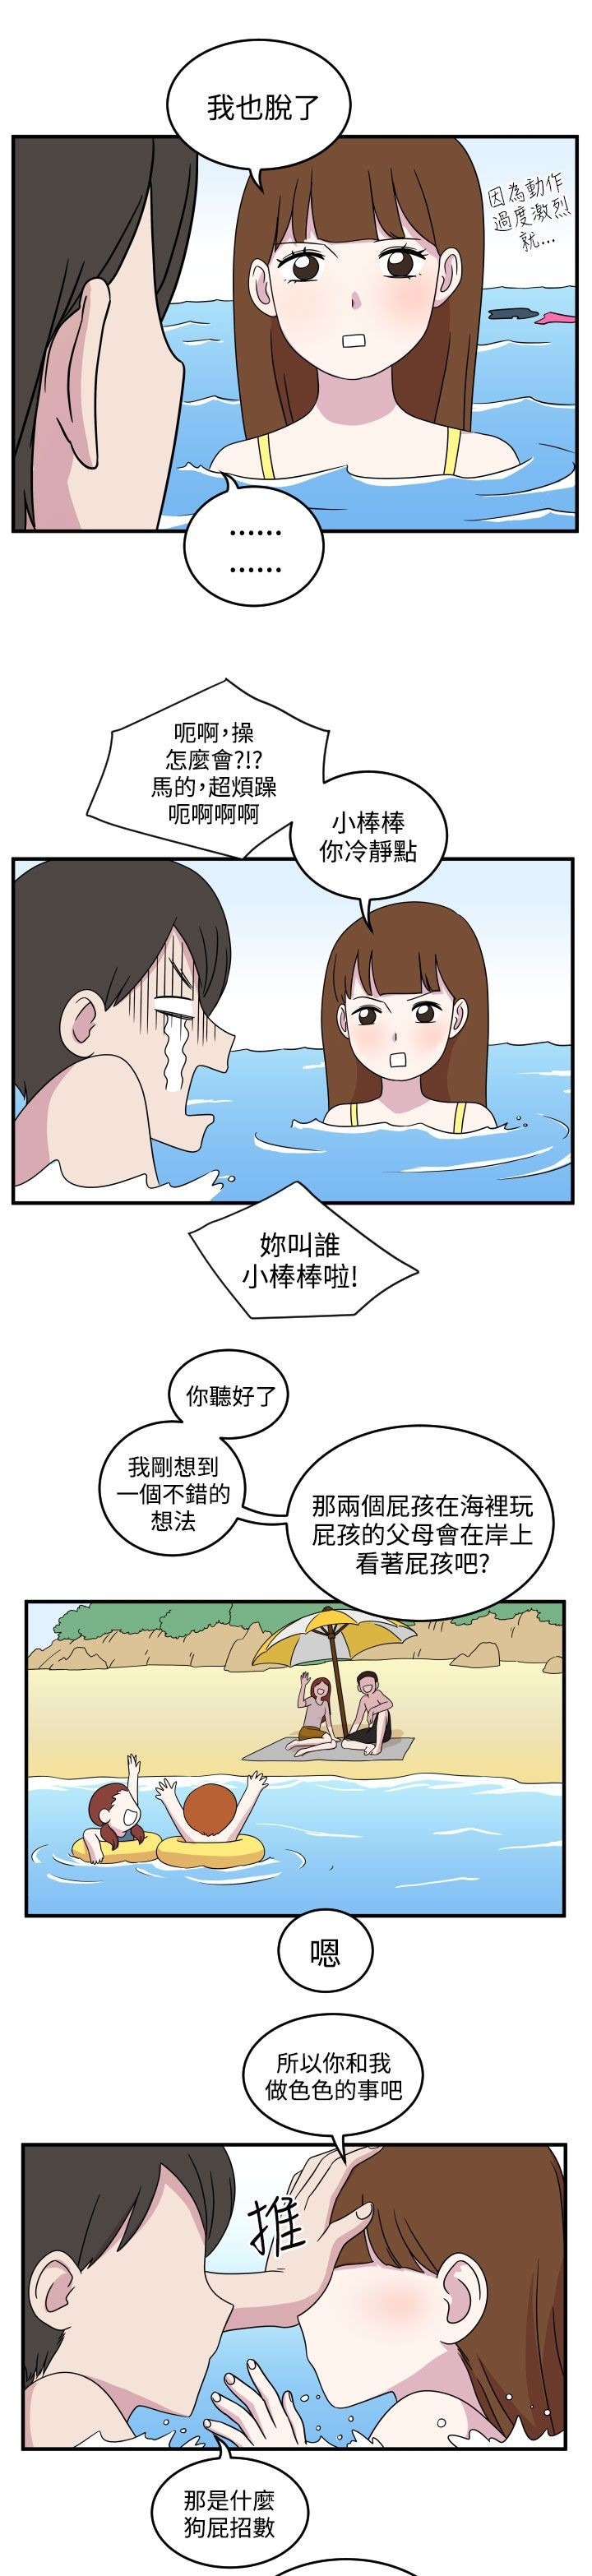 我也脫了
因為動作
過度激烈
就...
……
……
呃啊,操
怎麼會?!?
馬的,超煩躁
呃啊啊啊
小棒棒
你冷靜點
妳叫誰
小棒棒啦!
你聽好了
我剛想到
一個不錯的
想法
那兩個屁孩在海裡玩
屁孩的父母會在岸上
看著屁孩吧?
嗯
所以你和我
做色色的事吧
推
那是什麼
狗屁招數